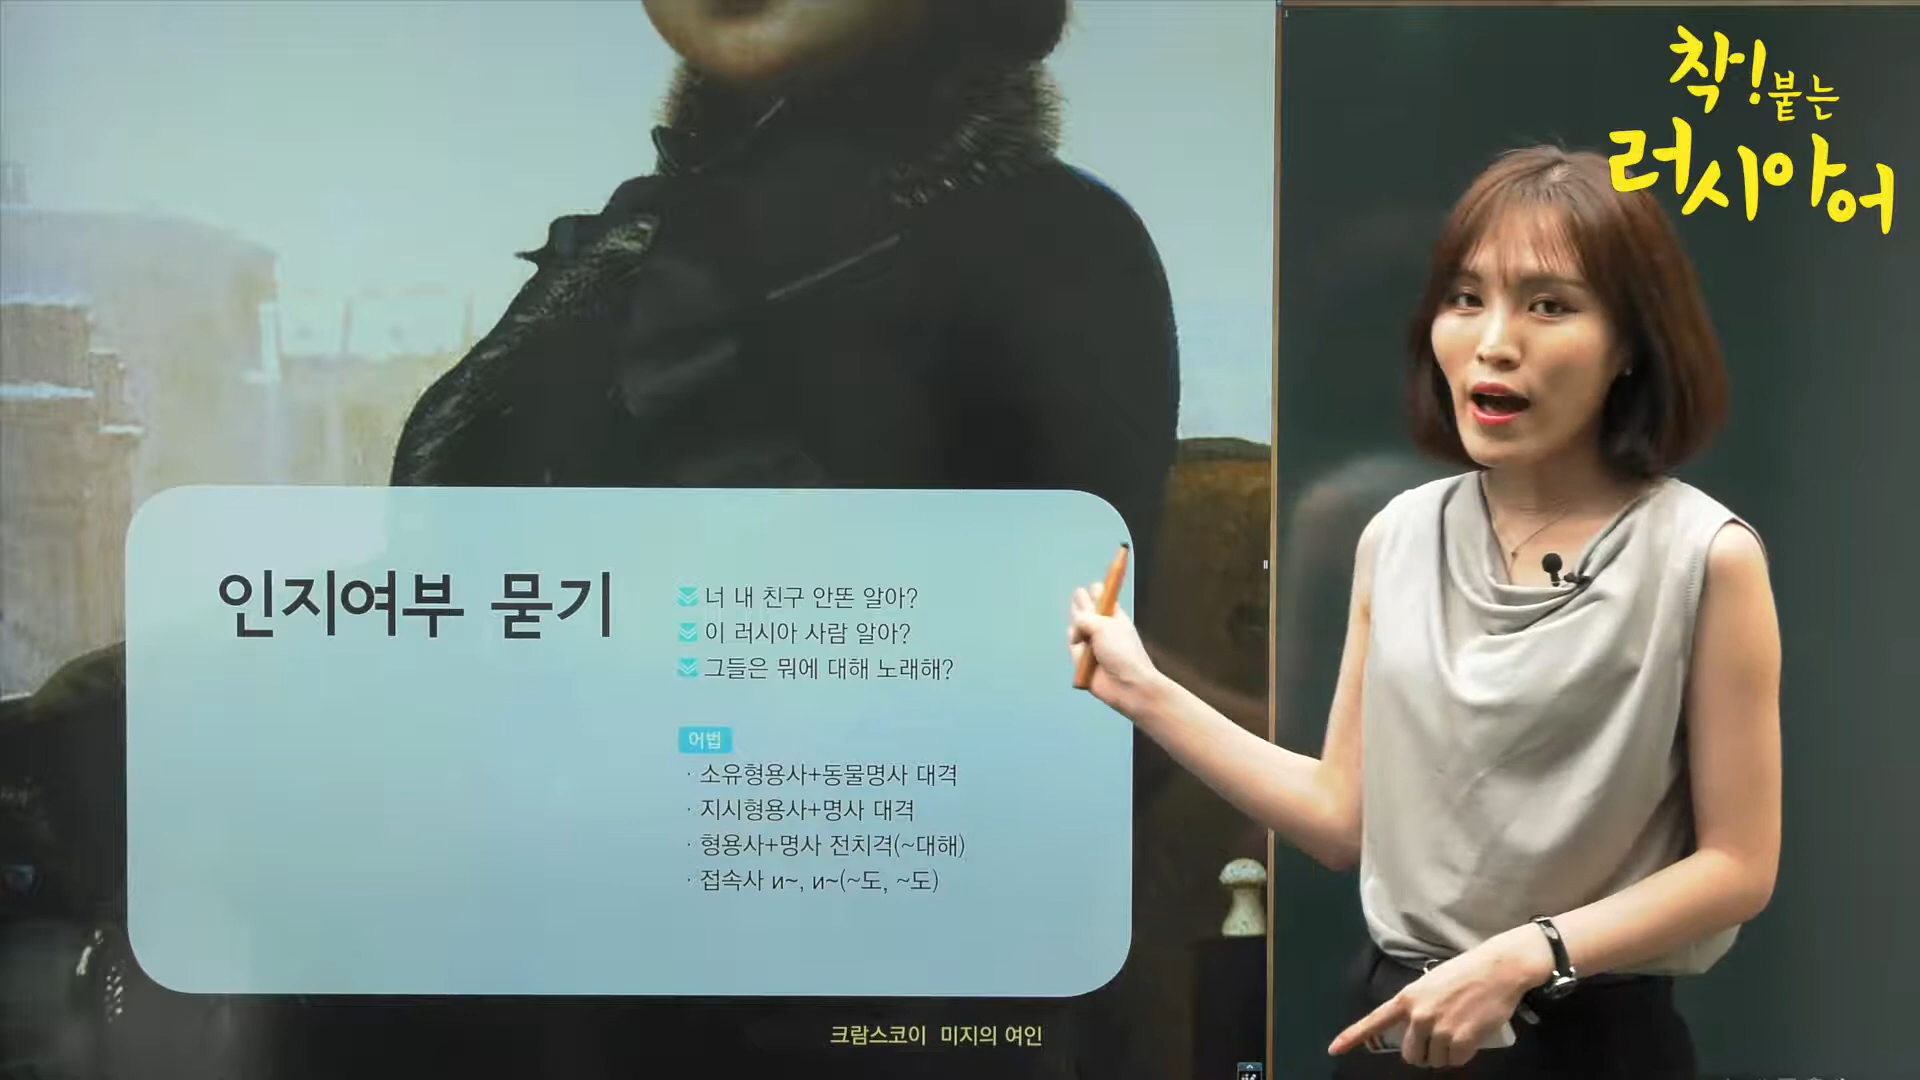 착! 붙는
러시아어
인지여부 묻기
너 내 친구 안똔 알아?
이 러시아 사람 알아?
그들은 뭐에 대해 노래해?
어법
· 소유형용사+동물명사 대격
· 지시형용사+명사 대격
· 형용사+명사 전치격(~대해)
· 접속사 и~, и~(~도, ~도)
크람스코이 미지의 여인